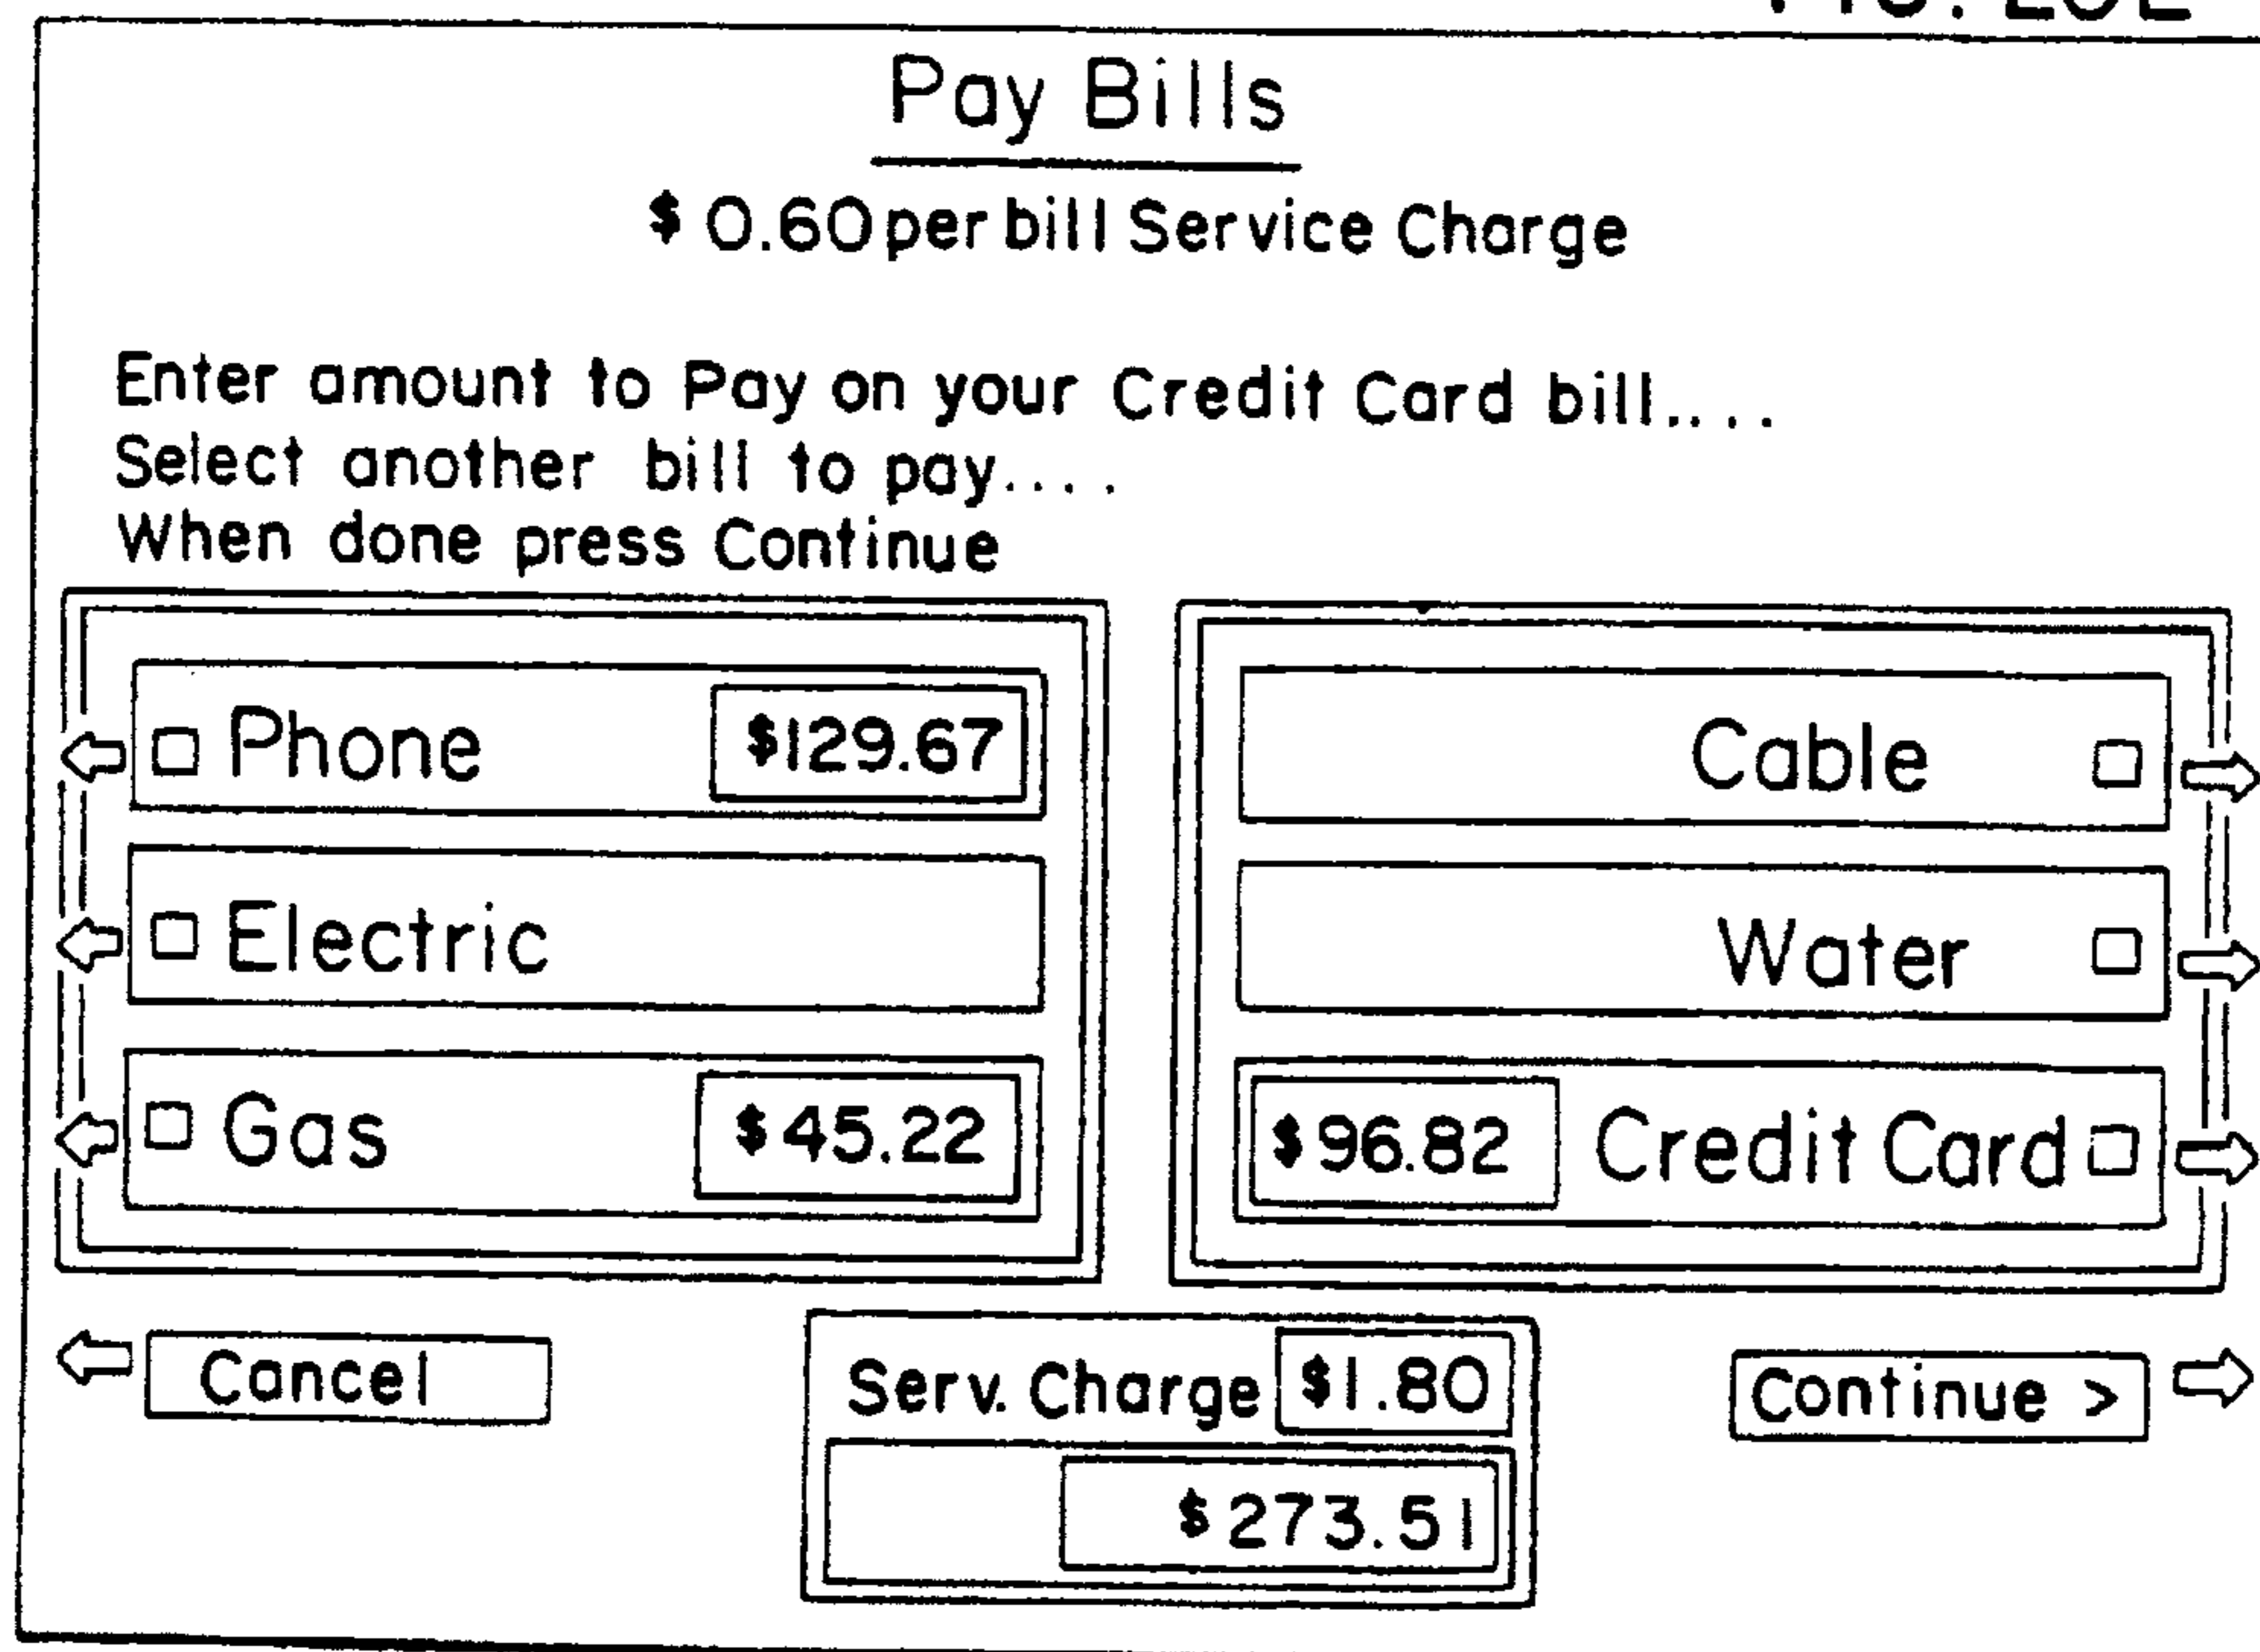 Pay Bills
$ 0.60 per bill Service Charge
Enter amount to Pay on your Credit Card bill....
Select another bill to pay....
When done press Continue
Phone $129.67
Electric
Gas $45.22
Cable
Water
$96.82 Credit Card
Cancel
Serv. Charge $1.80
$273.51
Continue >